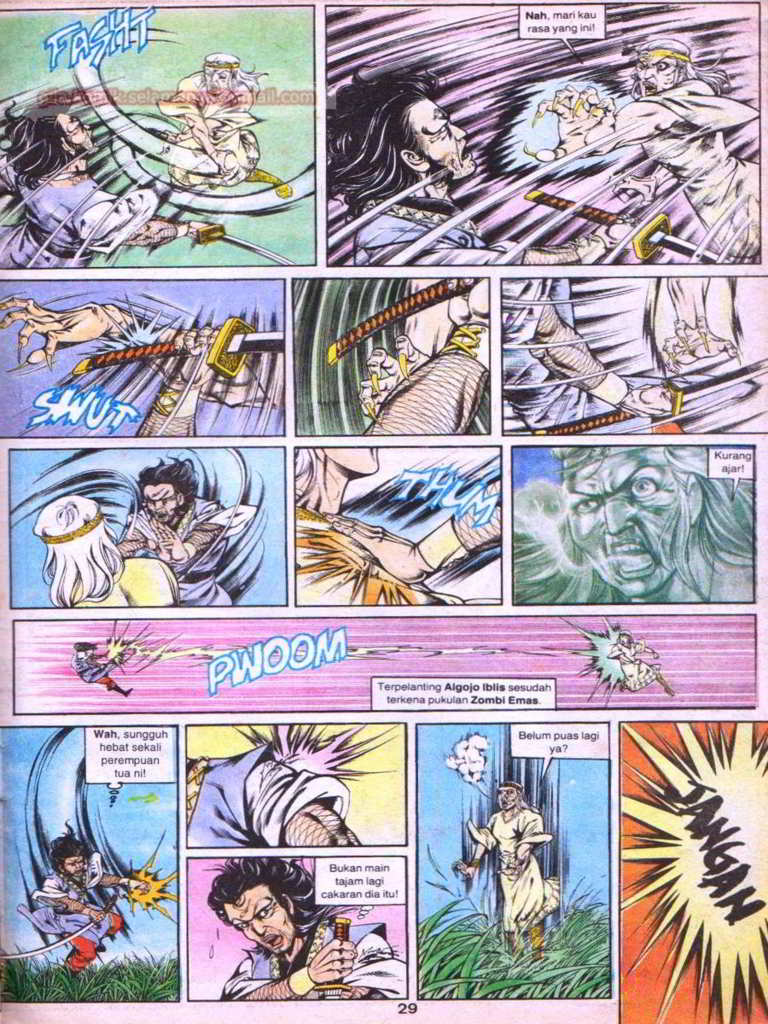 FASHT
Nah, mari kau
rasa yang ini!
SHWUT
THUM
Kurang
ajar!
PWOOM
Terpelanting Algojo Iblis sesudah
terkena pukulan Zombi Emas.
Wah, sungguh
hebat sekali
perempuan
tua ni!
Bukan main
tajam lagi
cakaran dia itu!
Belum puas lagi
ya?
JANGAN
29